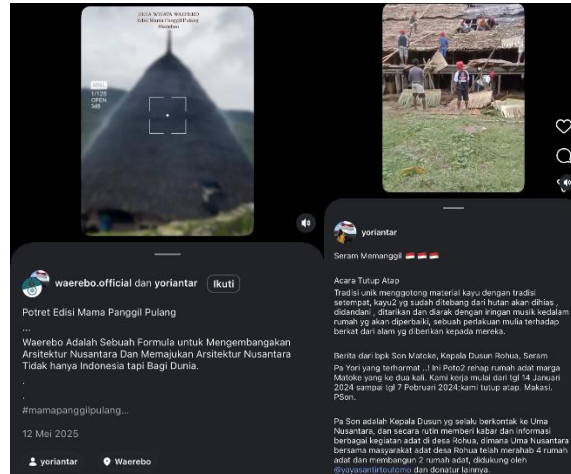 DESA WISATA WAEREBO
Edisi Mama Panggil Pulang
1/125
OPEN
waerebo.official dan yoriantar
Ikuti
Potret Edisi Mama Panggil Pulang
...
Waerebo Adalah Sebuah Formula untuk Mengembangakan
Arsitektur Nusantara Dan Memajukan Arsitektur Nusantara
Tidak hanya Indonesia tapi Bagi Dunia.
.
.
#mamapanggilpulang...
12 Mei 2025
yoriantar
Waerebo
yoriantar
Seram Memanggil 🇮🇩🇮🇩🇮🇩
Acara Tutup Atap
Tradisi unik menggotong material kayu dengan tradisi
setempat, kayu2 yg sudah ditebang dari hutan akan dihias ,
didandani , ditarikan dan diarak dengan iringan musik kedalam
rumah yg akan diperbaiki, sebuah perlakuan mulia terhadap
berkat dari alam yg diberikan kepada mereka.
Berita dari bpk Son Matoke, Kepala Dusun Rohua, Seram
Pa Yori yang terhormat ..! Ini Poto2 rehap rumah adat marga
Matoke yang ke dua kali. Kami kerja mulai dari tgl 14 Januari
2024 sampai tgl 7 Pebruari 2024;kami tutup atap. Makasi.
PSon.
Pa Son adalah Kepala Dusun yg selalu berkontak ke Uma
Nusantara, dan secara rutin memberi kabar dan informasi
berbagai kegiatan adat di desa Rohua, dimana Uma Nusantara
bersama masyarakat adat desa Rohua telah merahab 4 rumah
adat dan membangun 2 rumah adat, didukung oleh
@yayasantirtoutomo dan donatur lainnya.